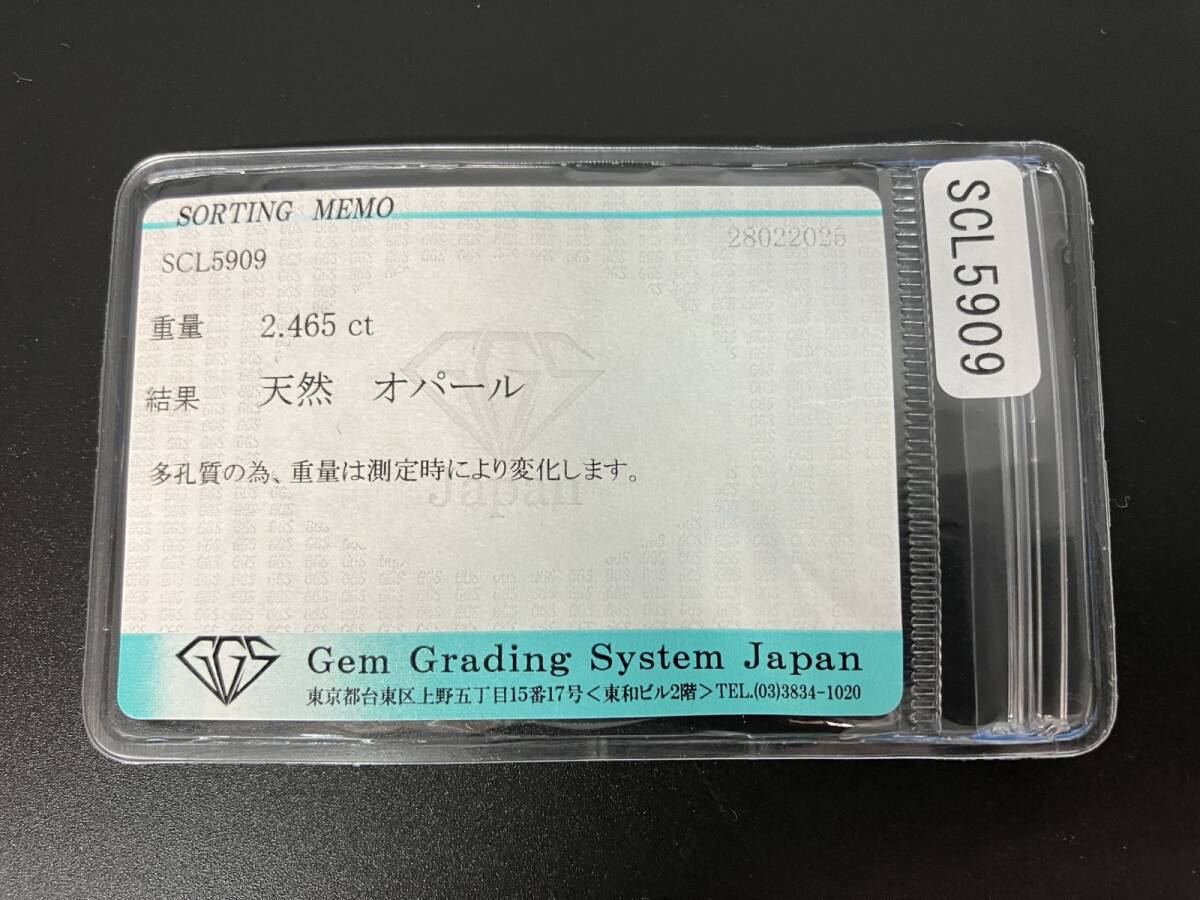 SORTING MEMO
SCL5909
28022025
重量 2.465 ct
結果 天然 オパール
多孔質の為、重量は測定時により変化します。
GGS
Japan
GGS Gem Grading System Japan
東京都台東区上野五丁目15番17号<東和ビル2階>TEL.(03)3834-1020
SCL5909